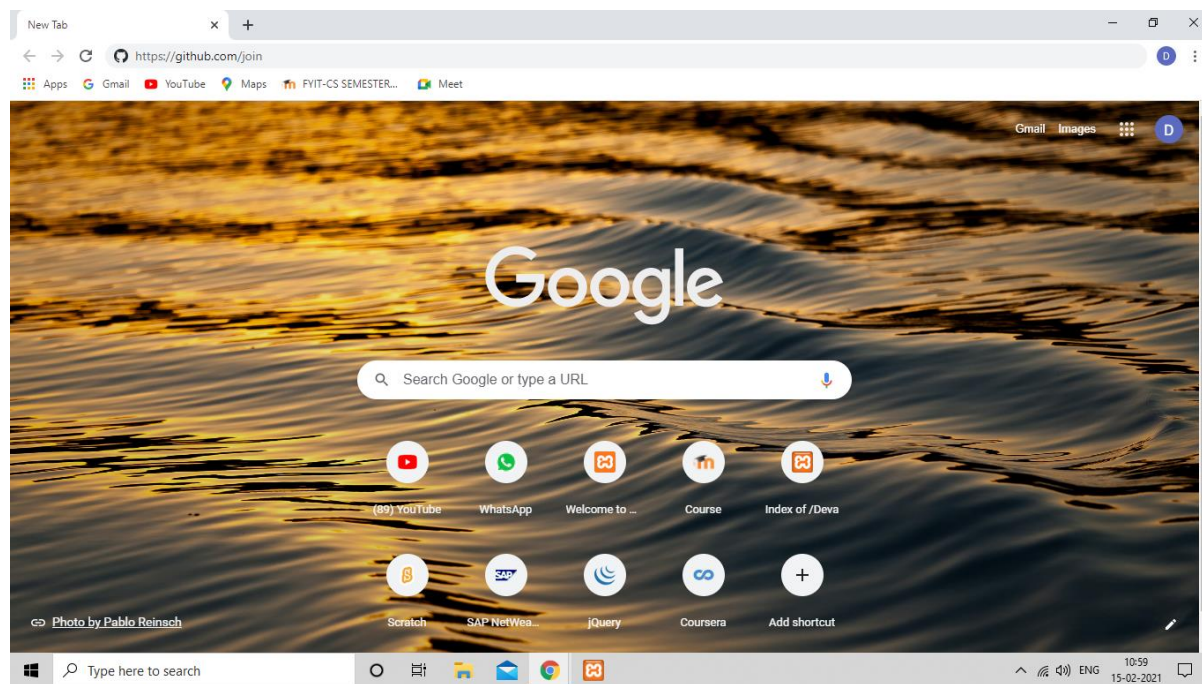 New Tab
https://github.com/join
D
Apps Gmail YouTube Maps FYIT-CS SEMESTER... Meet
Gmail Images D
Google
Search Google or type a URL
(89) YouTube WhatsApp Welcome to ... Course Index of /Deva
SAP
Scratch SAP NetWea... jQuery Coursera Add shortcut
Photo by Pablo Reinsch
Type here to search
ENG
10:59
15-02-2021